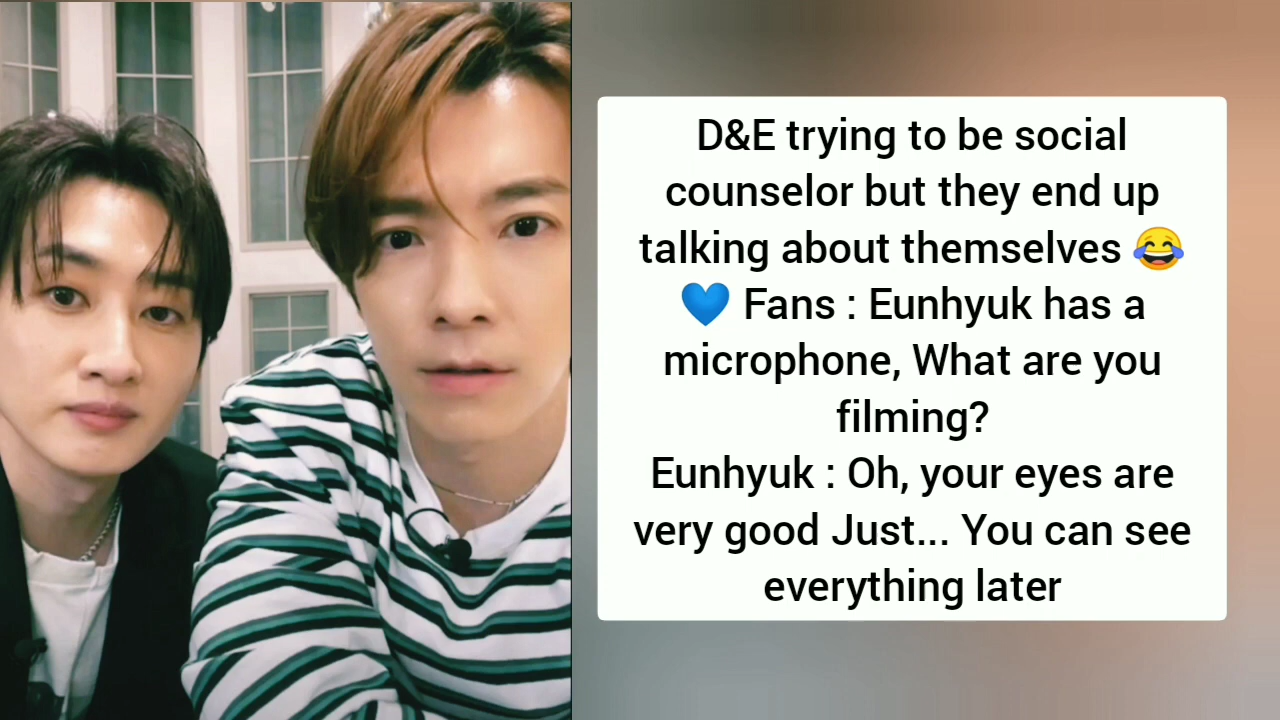 D&E trying to be social
counselor but they end up
talking about themselves 😂
💙 Fans : Eunhyuk has a
microphone, What are you
filming?
Eunhyuk : Oh, your eyes are
very good Just... You can see
everything later